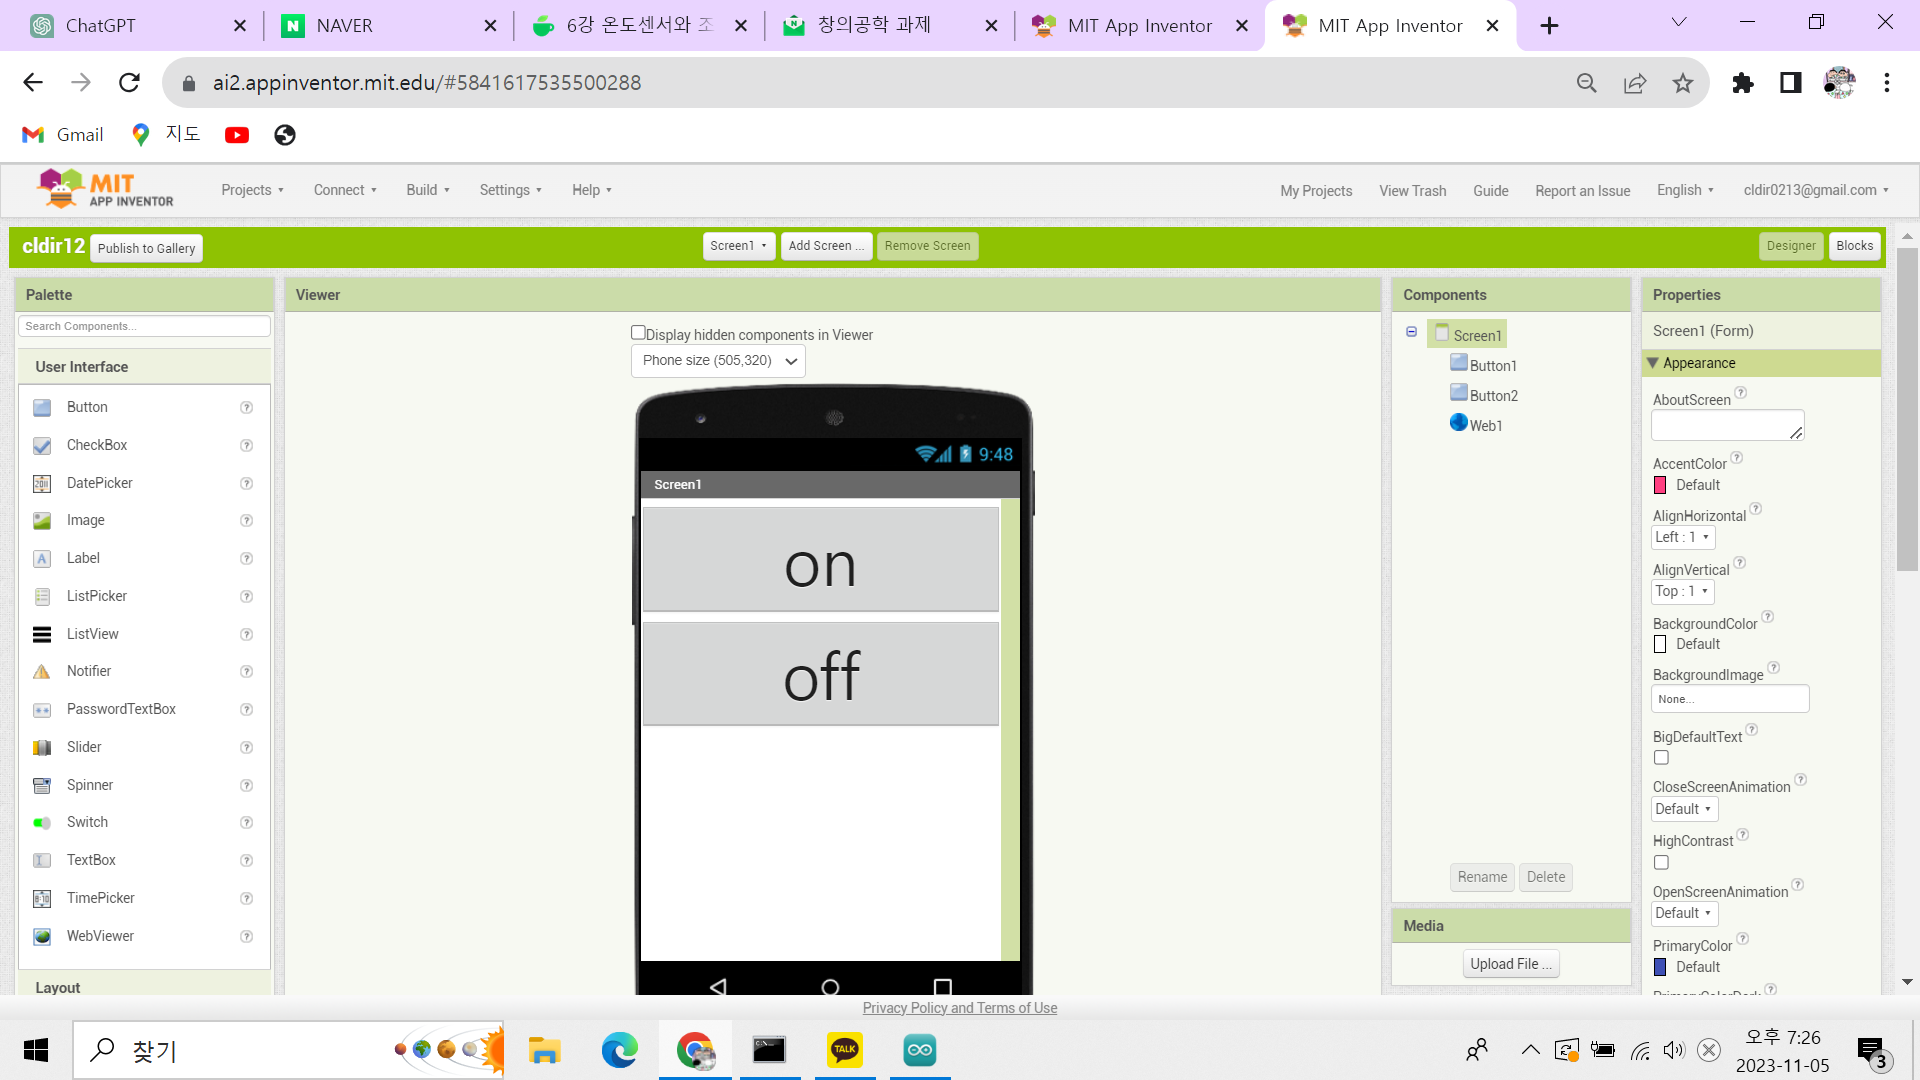 ChatGPT
NAVER
6강 온도센서와 조
창의공학 과제
MIT App Inventor
MIT App Inventor
ai2.appinventor.mit.edu/#5841617535500288
Gmail
지도
MIT
APP INVENTOR
Projects
Connect
Build
Settings
Help
My Projects
View Trash
Guide
Report an Issue
English
cldir0213@gmail.com
cldir12
Publish to Gallery
Screen1
Add Screen ...
Remove Screen
Designer
Blocks
Palette
Search Components...
User Interface
Button
CheckBox
DatePicker
Image
Label
ListPicker
ListView
Notifier
PasswordTextBox
Slider
Spinner
Switch
TextBox
TimePicker
WebViewer
Layout
Viewer
Display hidden components in Viewer
Phone size (505,320)
9:48
Screen1
on
off
Components
Screen1
Button1
Button2
Web1
Rename
Delete
Media
Upload File ...
Properties
Screen1 (Form)
Appearance
AboutScreen
AccentColor
Default
AlignHorizontal
Left : 1
AlignVertical
Top : 1
BackgroundColor
Default
BackgroundImage
None...
BigDefaultText
CloseScreenAnimation
Default
HighContrast
OpenScreenAnimation
Default
PrimaryColor
Default
PrimaryColorDark
Privacy Policy and Terms of Use
찾기
TALK
오후 7:26
2023-11-05
3